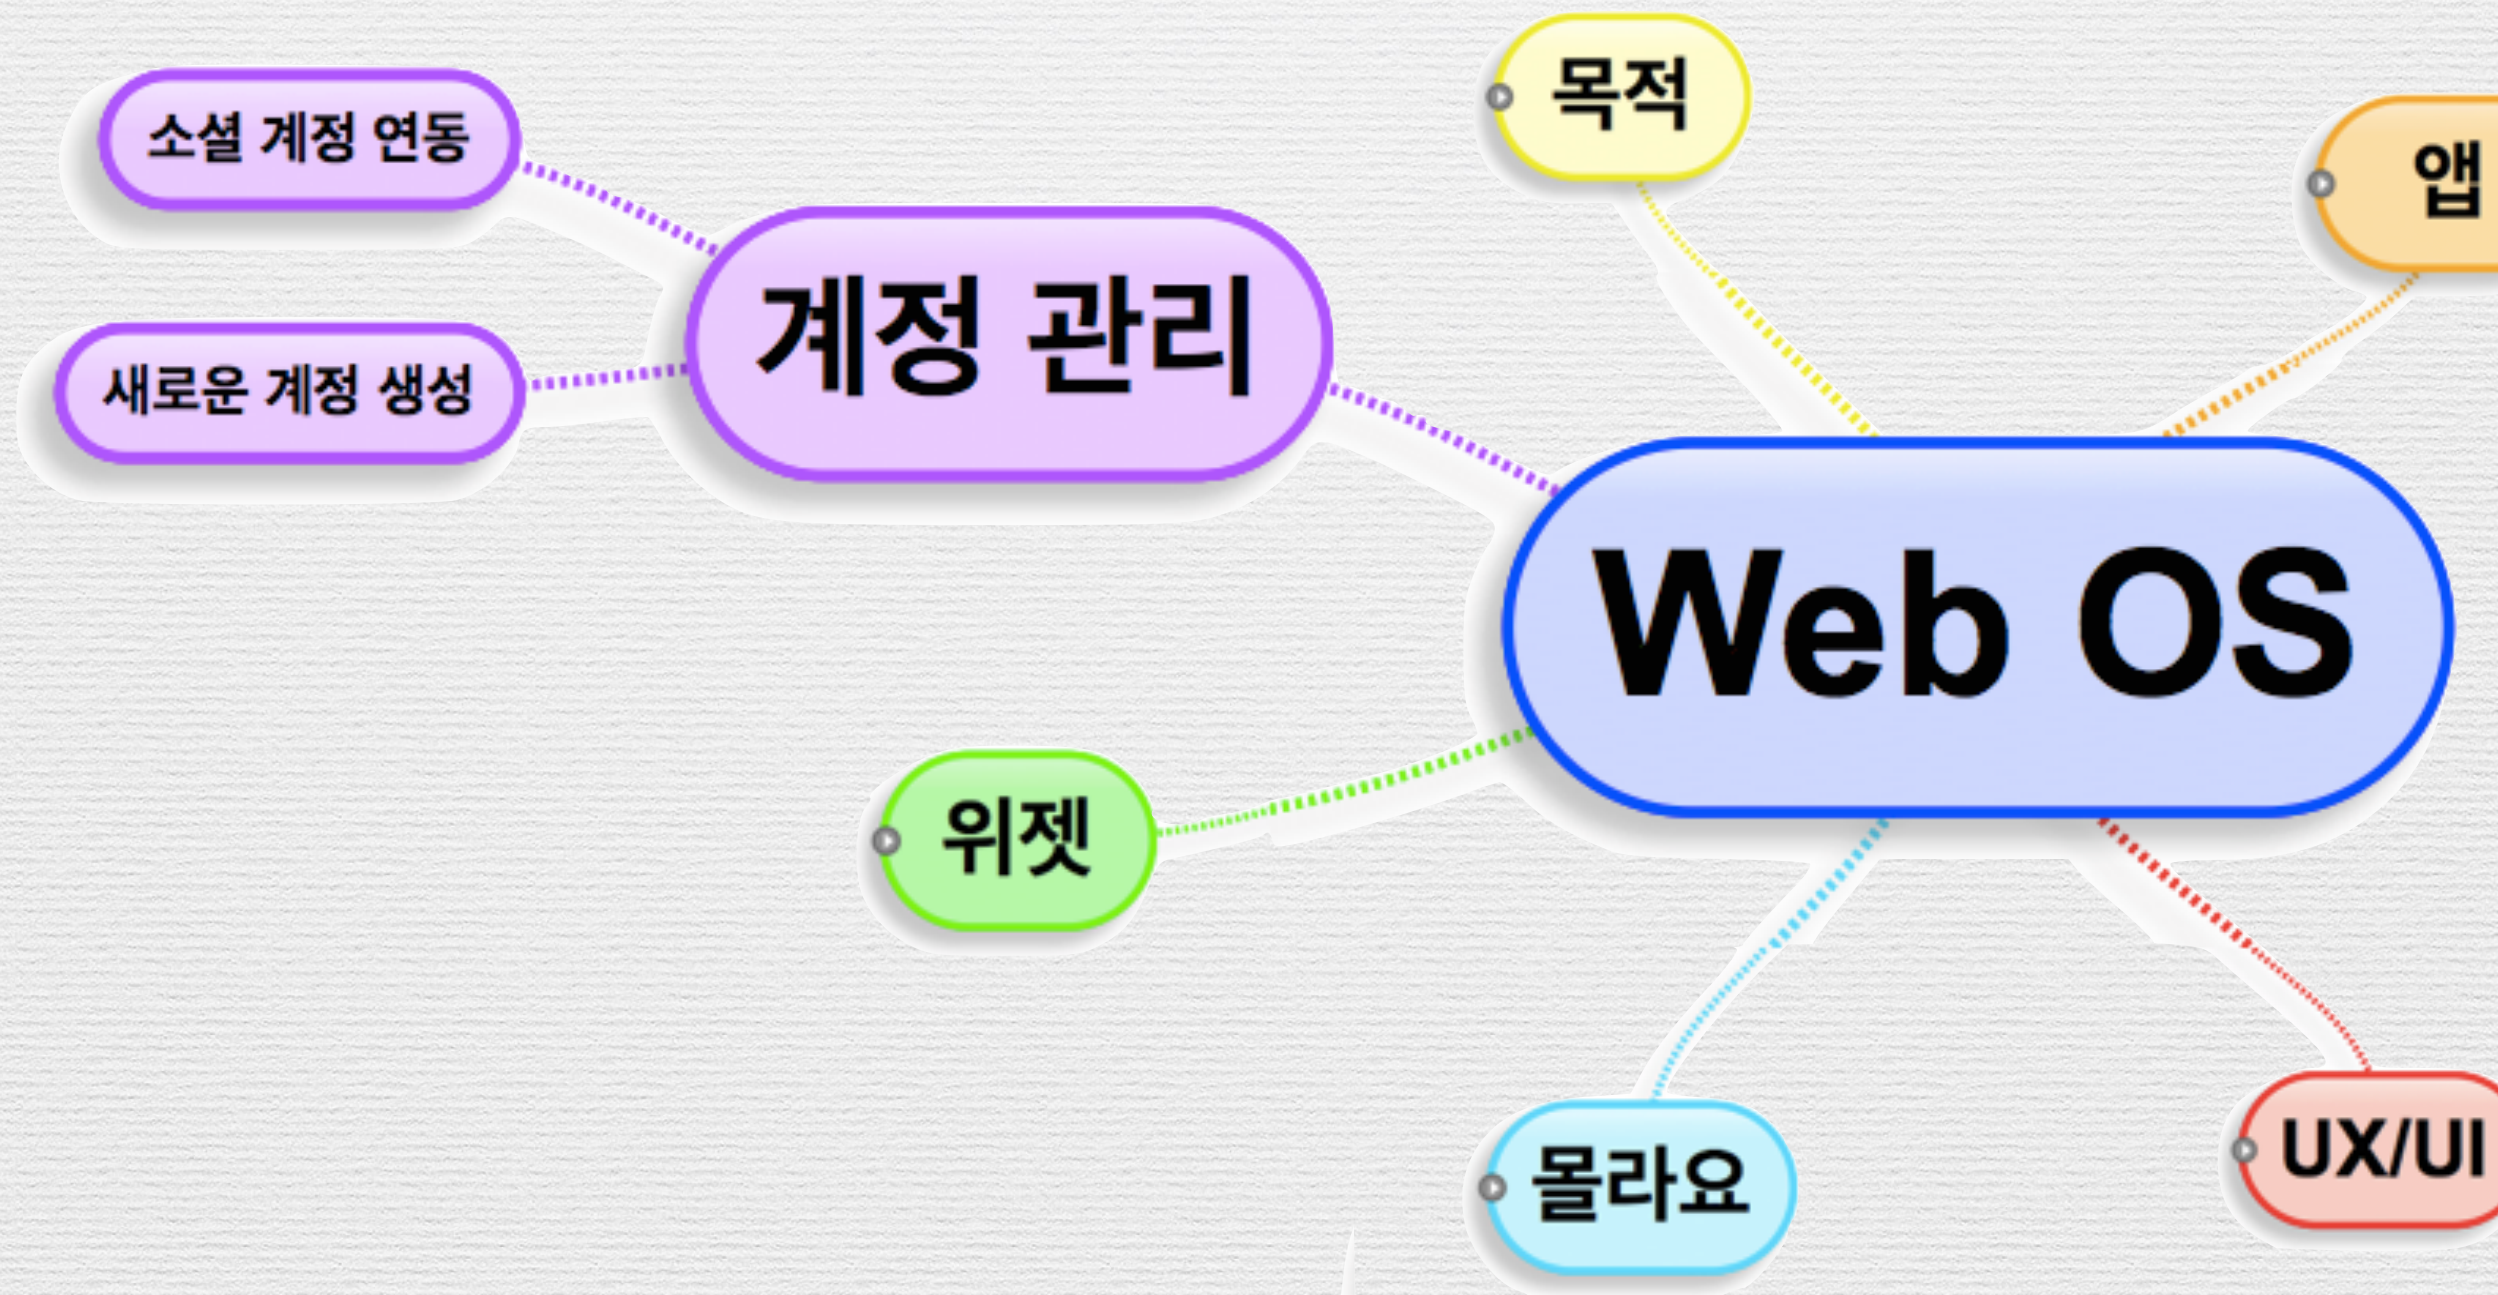 목적
소셜 계정 연동
앱
계정 관리
새로운 계정 생성
Web OS
위젯
몰라요
UX/UI